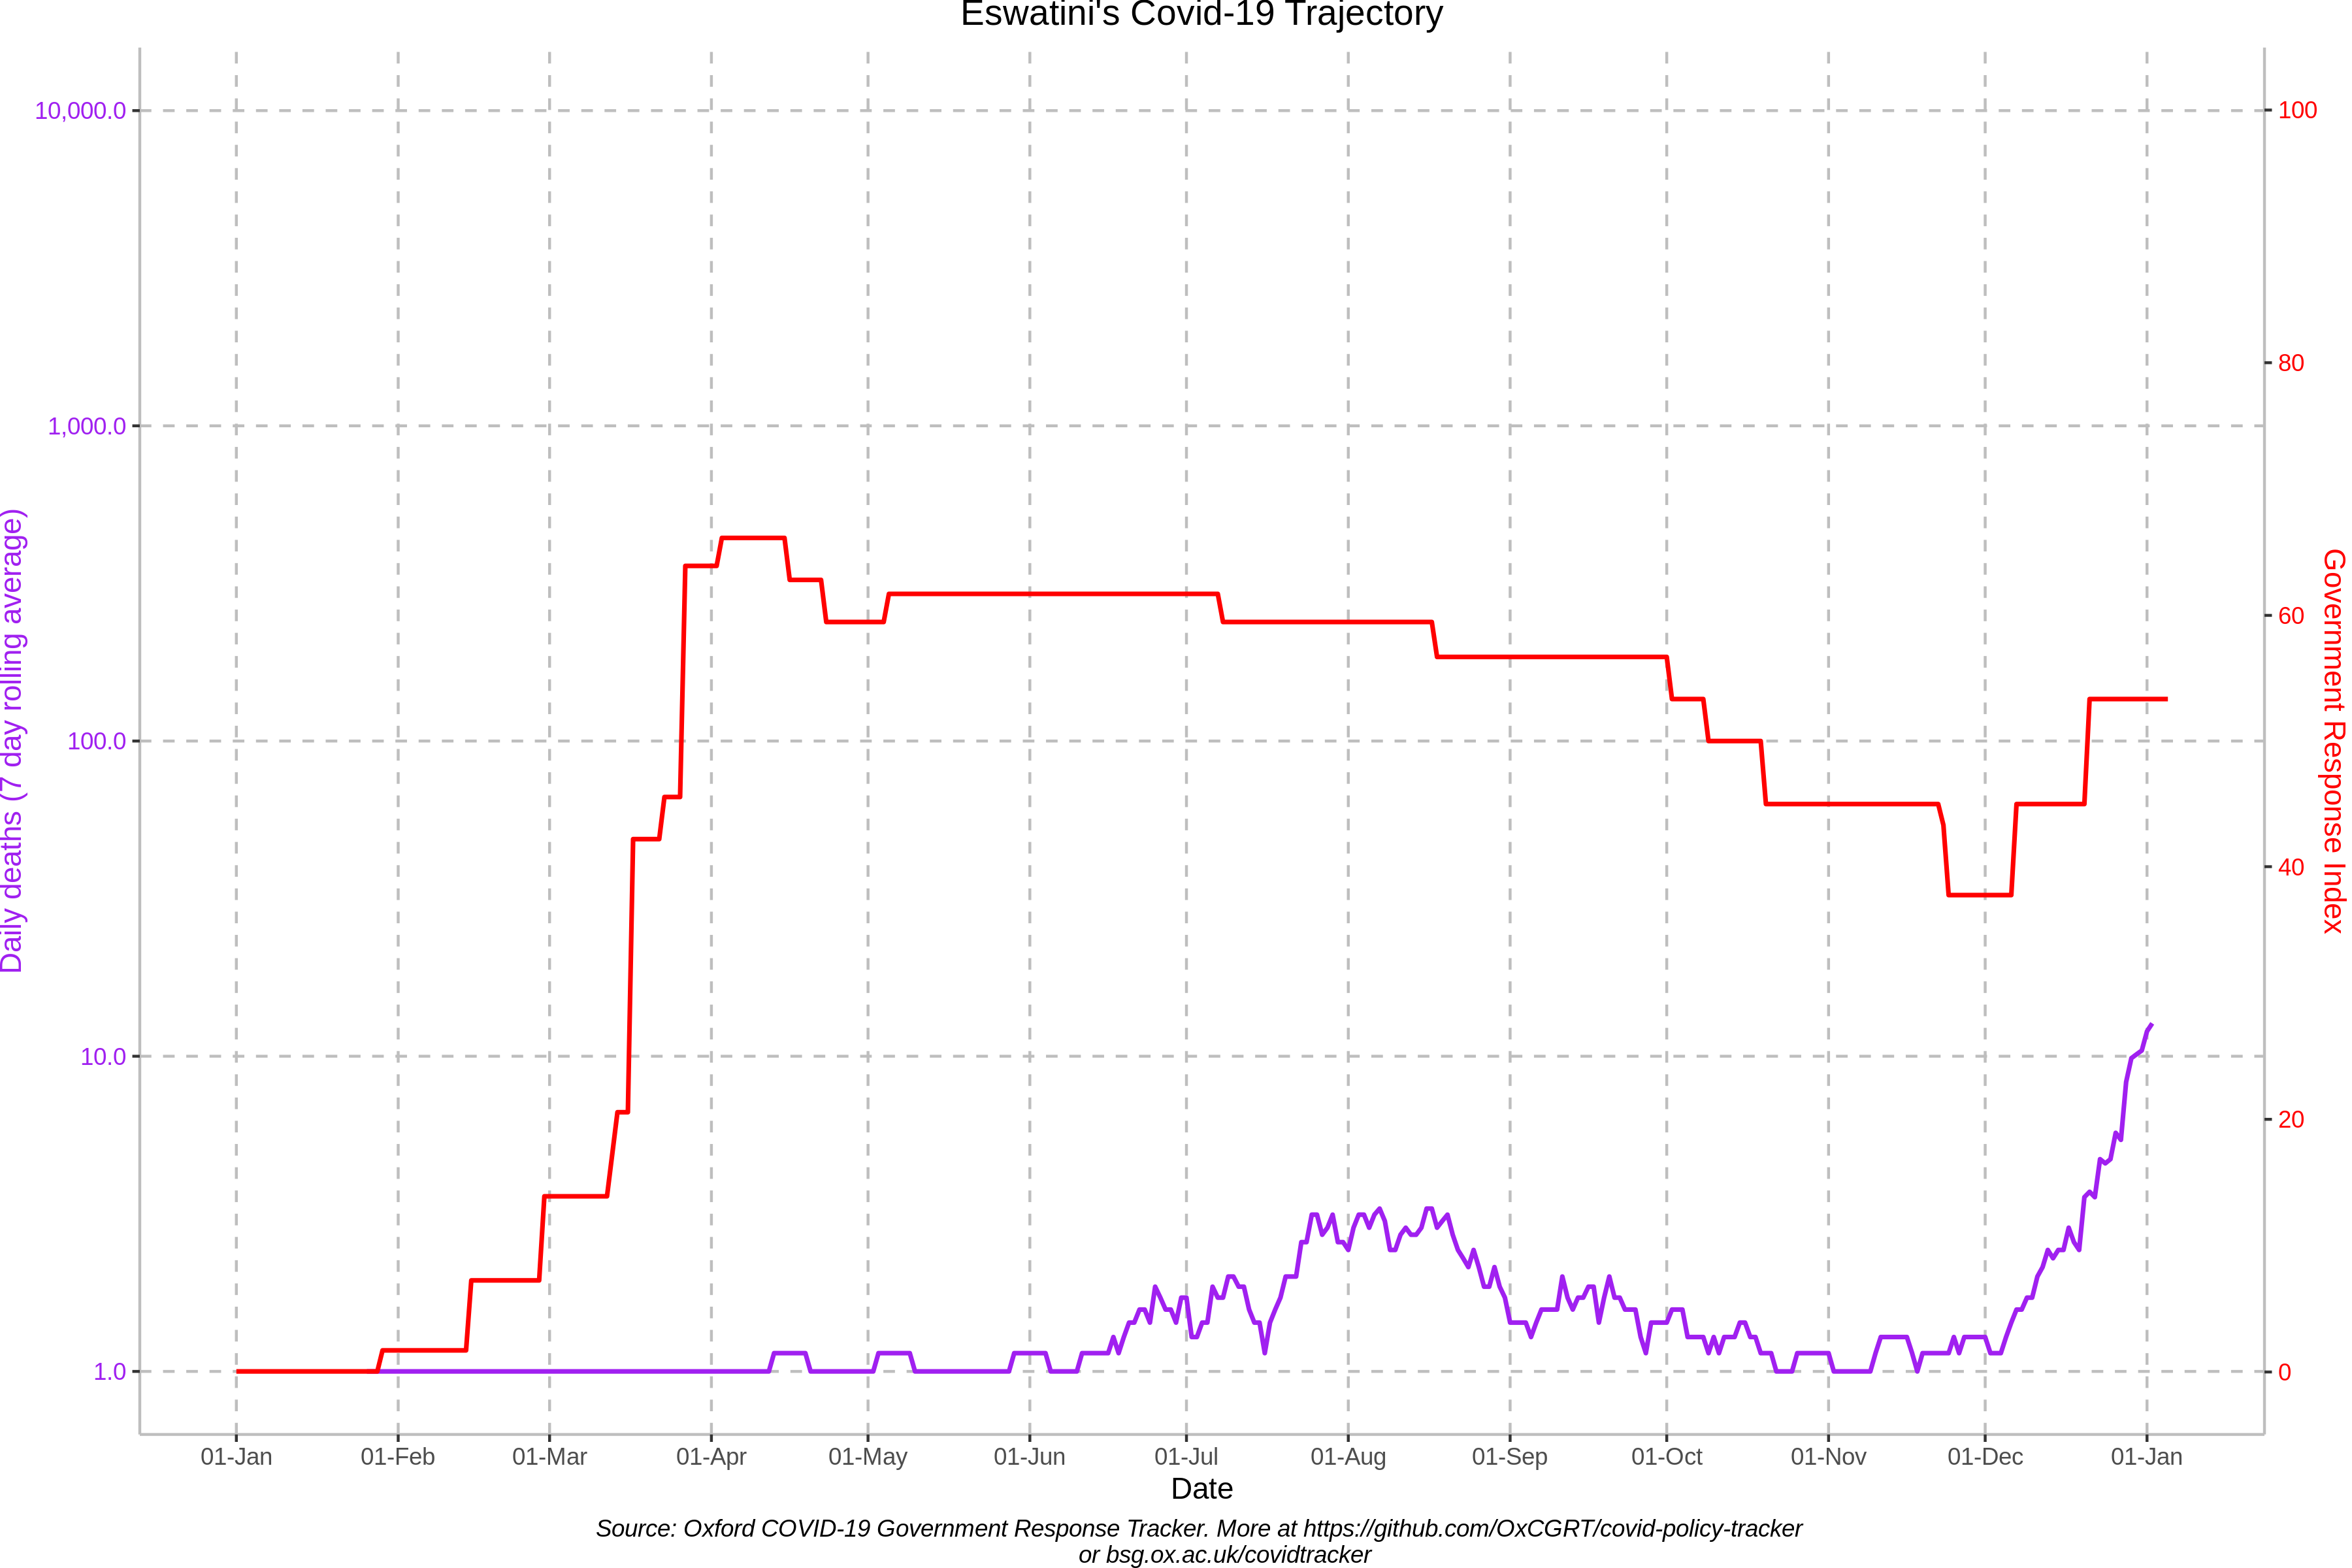 Eswatini's Covid-19 Trajectory
10,000.0
1,000.0
100.0
10.0
1.0
Daily deaths (7 day rolling average)
100
80
60
40
20
0
Government Response Index
01-Jan
01-Feb
01-Mar
01-Apr
01-May
01-Jun
01-Jul
01-Aug
01-Sep
01-Oct
01-Nov
01-Dec
01-Jan
Date
Source: Oxford COVID-19 Government Response Tracker. More at https://github.com/OxCGRT/covid-policy-tracker
or bsg.ox.ac.uk/covidtracker